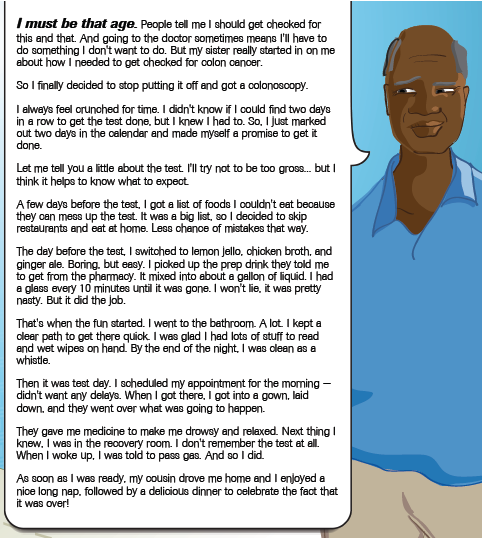 I must be that age. People tell me I should get checked for
this and that. And going to the doctor sometimes means I'll have to
do something I don't want to do. But my sister really started in on me
about how I needed to get checked for colon cancer.
So I finally decided to stop putting it off and got a colonoscopy.
I always feel crunched for time. I didn't know if I could find two days
in a row to get the test done, but I knew I had to. So, I just marked
out two days in the calendar and made myself a promise to get it
done.
Let me tell you a little about the test. I'll try not to be too gross... but I
think it helps to know what to expect.
A few days before the test, I got a list of foods I couldn't eat because
they can mess up the test. It was a big list, so I decided to skip
restaurants and eat at home. Less chance of mistakes that way.
The day before the test, I switched to lemon jello, chicken broth, and
ginger ale. Boring, but easy. I picked up the prep drink they told me
to get from the pharmacy. It mixed into about a gallon of liquid. I had
a glass every 10 minutes until it was gone. I won't lie, it was pretty
nasty. But it did the job.
That's when the fun started. I went to the bathroom. A lot. I kept a
clear path to get there quick. I was glad I had lots of stuff to read
and wet wipes on hand. By the end of the night, I was clean as a
whistle.
Then it was test day. I scheduled my appointment for the morning —
didn't want any delays. When I got there, I got into a gown, laid
down, and they went over what was going to happen.
They gave me medicine to make me drowsy and relaxed. Next thing I
knew, I was in the recovery room. I don't remember the test at all.
When I woke up, I was told to pass gas. And so I did.
As soon as I was ready, my cousin drove me home and I enjoyed a
nice long nap, followed by a delicious dinner to celebrate the fact that
it was over!